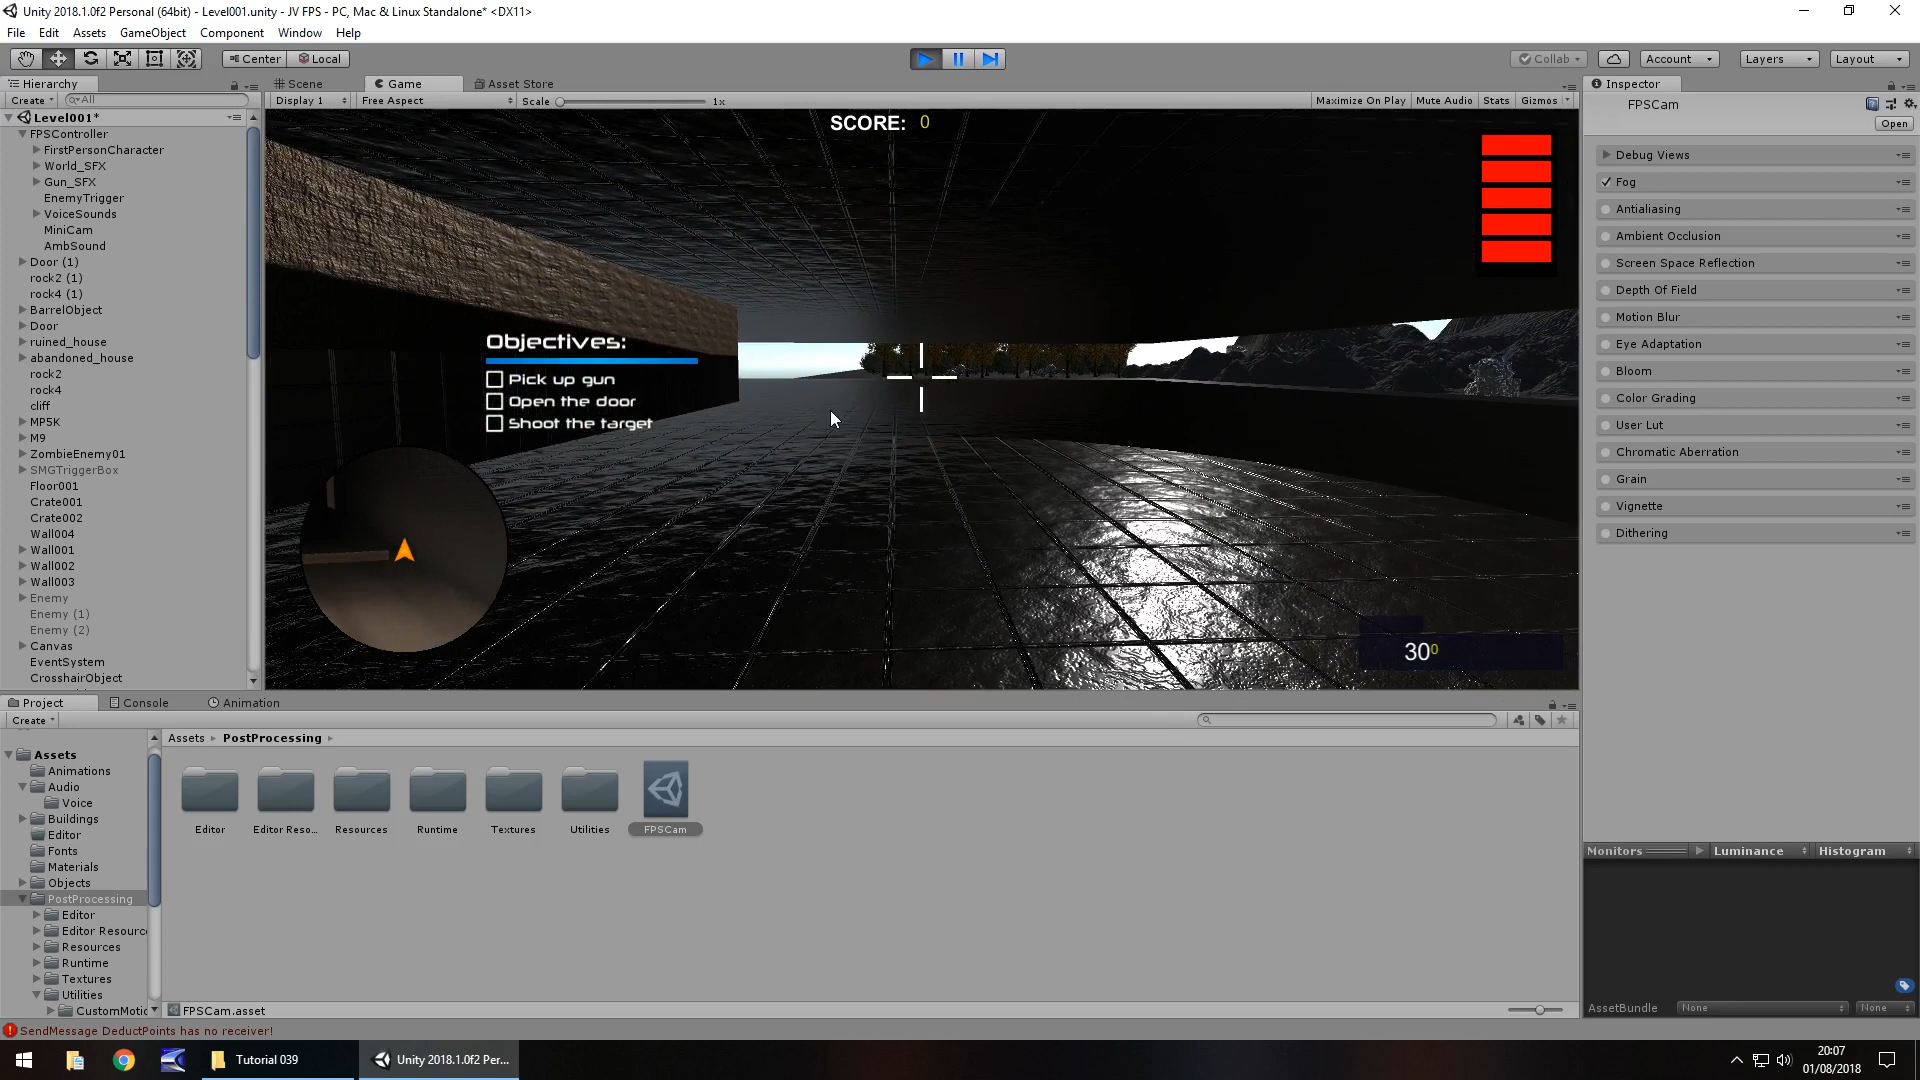 Unity 2018.1.0f2 Personal (64bit) - Level001.unity - JV FPS - PC, Mac & Linux Standalone* <DX11>
File Edit Assets GameObject Component Window Help
Center Local Collab Account Layers Layout
Hierarchy
Create All
Level001*
FPSController
FirstPersonCharacter
World_SFX
Gun_SFX
EnemyTrigger
VoiceSounds
MiniCam
AmbSound
Door (1)
rock2 (1)
rock4 (1)
BarrelObject
Door
ruined_house
abandoned_house
rock2
rock4
cliff
MP5K
M9
ZombieEnemy01
SMGTriggerBox
Floor001
Crate001
Crate002
Wall004
Wall001
Wall002
Wall003
Enemy
Enemy (1)
Enemy (2)
Canvas
EventSystem
CrosshairObject
Scene Game Asset Store
Display 1 Free Aspect Scale 1x Maximize On Play Mute Audio Stats Gizmos
SCORE: 0
Objectives:
Pick up gun
Open the door
Shoot the target
30 0
Inspector
FPSCam
Open
Debug Views
Fog
Antialiasing
Ambient Occlusion
Screen Space Reflection
Depth Of Field
Motion Blur
Eye Adaptation
Bloom
Color Grading
User Lut
Chromatic Aberration
Grain
Vignette
Dithering
Monitors Luminance Histogram
AssetBundle None None
Project Console Animation
Create
Assets
Animations
Audio
Voice
Buildings
Editor
Fonts
Materials
Objects
PostProcessing
Editor
Editor Resourc
Resources
Runtime
Textures
Utilities
CustomMotic
Assets PostProcessing
Editor Editor Reso... Resources Runtime Textures Utilities FPSCam
FPSCam.asset
SendMessage DeductPoints has no receiver!
Tutorial 039 Unity 2018.1.0f2 Per...
20:07
01/08/2018